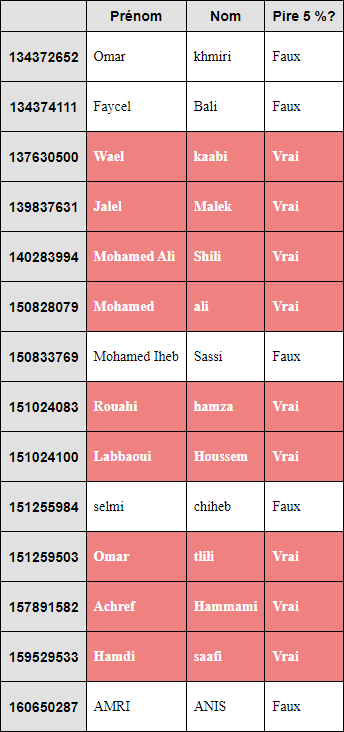 Prénom Nom Pire 5 %?
134372652 Omar khmiri Faux
134374111 Faycel Bali Faux
137630500 Wael kaabi Vrai
139837631 Jalel Malek Vrai
140283994 Mohamed Ali Shili Vrai
150828079 Mohamed ali Vrai
150833769 Mohamed Iheb Sassi Faux
151024083 Rouahi hamza Vrai
151024100 Labbaoui Houssem Vrai
151255984 selmi chiheb Faux
151259503 Omar tlili Vrai
157891582 Achref Hammami Vrai
159529533 Hamdi saafi Vrai
160650287 AMRI ANIS Faux